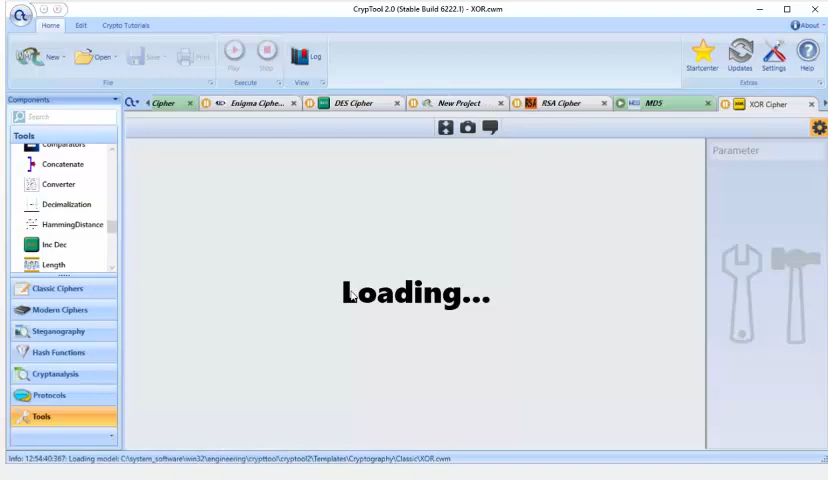 CrypTool 2.0 (Stable Build 6222.1) - XOR.cwm
Home Edit Crypto Tutorials
About
New Open Save Print Play Stop Log
Startcenter Updates Settings Help
File Execute View Extras
Components
Cipher Enigma Ciphe... DES Cipher New Project RSA Cipher MD5 XOR Cipher
Search
Tools
Parameter
Comparators
Concatenate
Converter
Decimalization
HammingDistance
Inc Dec
Length
Loading...
Classic Ciphers
Modern Ciphers
Steganography
Hash Functions
Cryptanalysis
Protocols
Tools
Info: 12:54:40:367: Loading model: C:\system_software\win32\engineering\crypttool\cryptool2\Templates\Cryptography\Classic\XOR.cwm